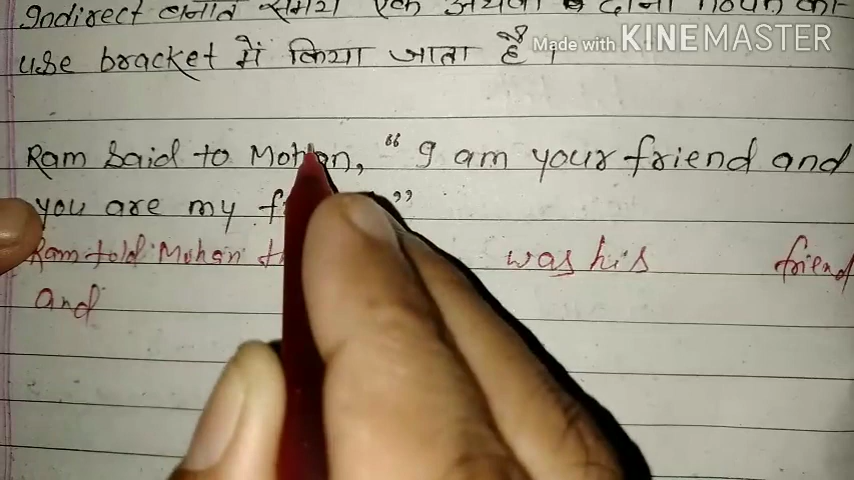 Indirect बनाते समय एक अथवा दोनों noun का
use bracket में किया जाता है।
Made with KINEMASTER
Ram said to Mohan, "I am your friend and
you are my f "
Ram told Mohan t was his friend
and